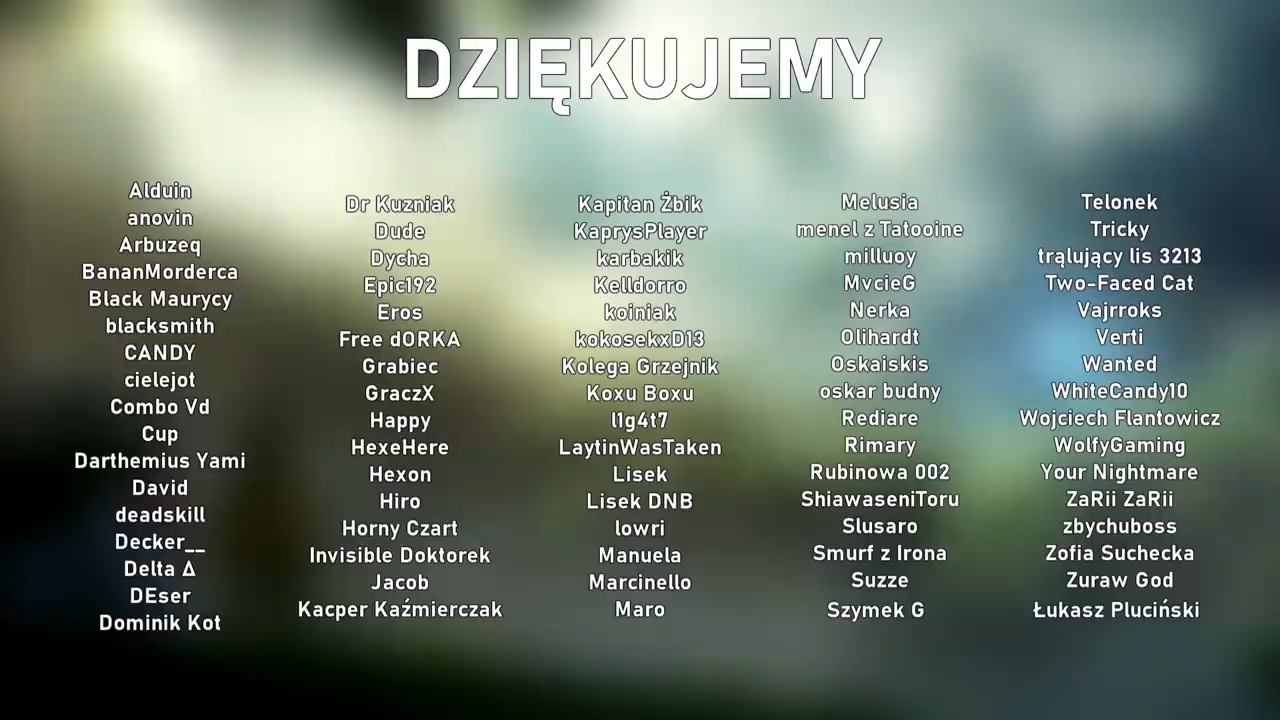 DZIĘKUJEMY
Alduin
anovin
Arbuzeq
BananMorderca
Black Maurycy
blacksmith
CANDY
cielejot
Combo Vd
Cup
Darthemius Yami
David
deadskill
Decker__
Delta Δ
DEser
Dominik Kot
Dr Kuzniak
Dude
Dycha
Epic192
Eros
Free dORKA
Grabiec
GraczX
Happy
HexeHere
Hexon
Hiro
Horny Czart
Invisible Doktorek
Jacob
Kacper Kaźmierczak
Kapitan Żbik
KaprysPlayer
karbakik
Kelldorro
koiniak
kokosekxD13
Kolega Grzejnik
Koxu Boxu
l1g4t7
LaytinWasTaken
Lisek
Lisek DNB
lowri
Manuela
Marcinello
Maro
Melusia
menel z Tatooine
milluoy
MvcieG
Nerka
Olihardt
Oskaiskis
oskar budny
Rediare
Rimary
Rubinowa 002
ShiawaseniToru
Slusaro
Smurf z Irona
Suzze
Szymek G
Telonek
Tricky
trąlujący lis 3213
Two-Faced Cat
Vajrroks
Verti
Wanted
WhiteCandy10
Wojciech Flantowicz
WolfyGaming
Your Nightmare
ZaRii ZaRii
zbychuboss
Zofia Suchecka
Zuraw God
Łukasz Pluciński